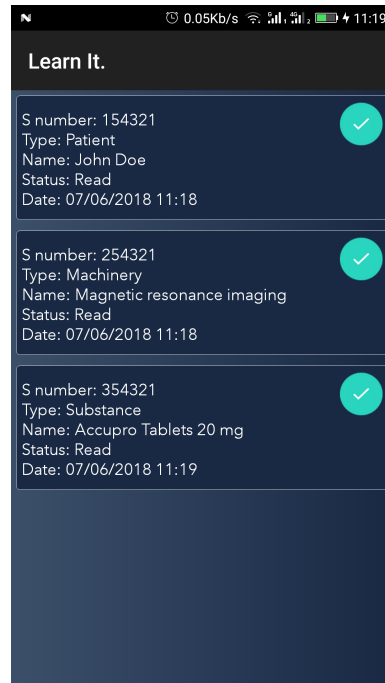 0.05Kb/s 11:19
Learn It.
S number: 154321
Type: Patient
Name: John Doe
Status: Read
Date: 07/06/2018 11:18
S number: 254321
Type: Machinery
Name: Magnetic resonance imaging
Status: Read
Date: 07/06/2018 11:18
S number: 354321
Type: Substance
Name: Accupro Tablets 20 mg
Status: Read
Date: 07/06/2018 11:19